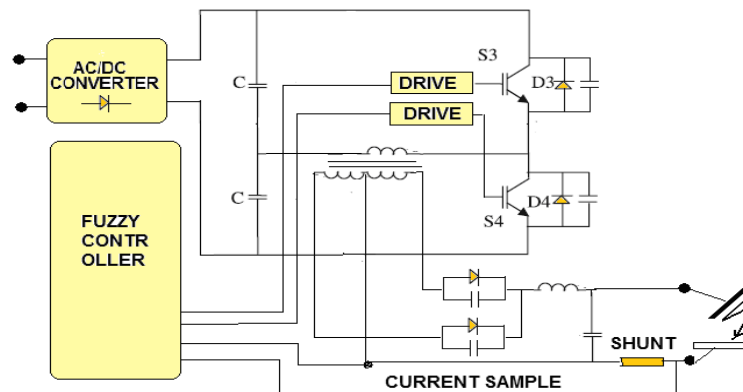 AC/DC
CONVERTER
S3
D3
C
DRIVE
DRIVE
C
D4
S4
FUZZY
CONTR
OLLER
SHUNT
CURRENT SAMPLE